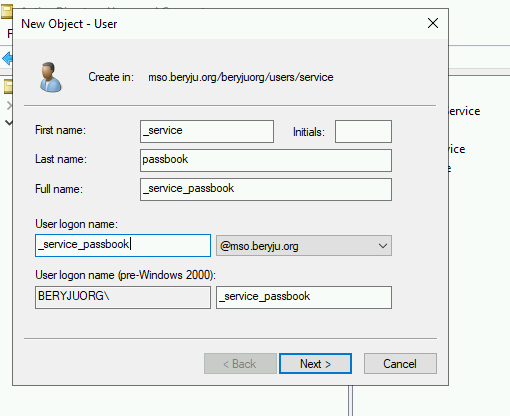 New Object - User
Create in: mso.beryju.org/beryjuorg/users/service
First name: _service Initials:
Last name: passbook
Full name: _service_passbook
User logon name:
_service_passbook @mso.beryju.org
User logon name (pre-Windows 2000):
BERYJUORG\ _service_passbook
< Back Next > Cancel